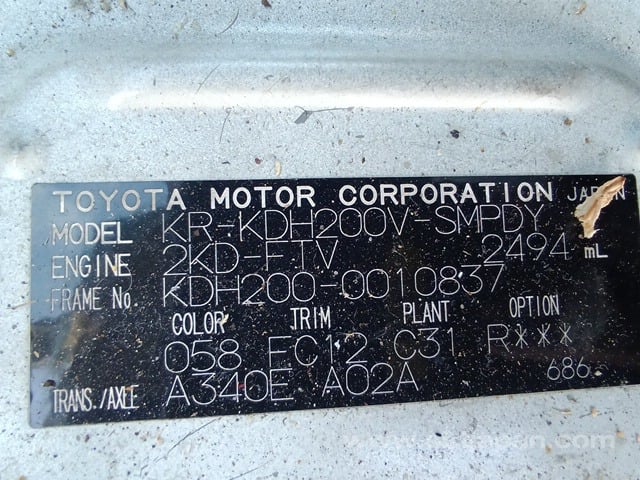 TOYOTA MOTOR CORPORATION JAPAN
MODEL KR-KDH200V-SMPDY
ENGINE 2KD-FTV 2494 mL
FRAME No. KDH200-0010837
COLOR TRIM PLANT OPTION
058 FC12 C31 R***
TRANS./AXLE A340E A02A 686